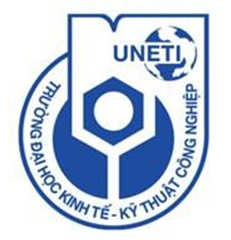 UNETI
TRƯỜNG ĐẠI HỌC KINH TẾ - KỸ THUẬT CÔNG NGHIỆP